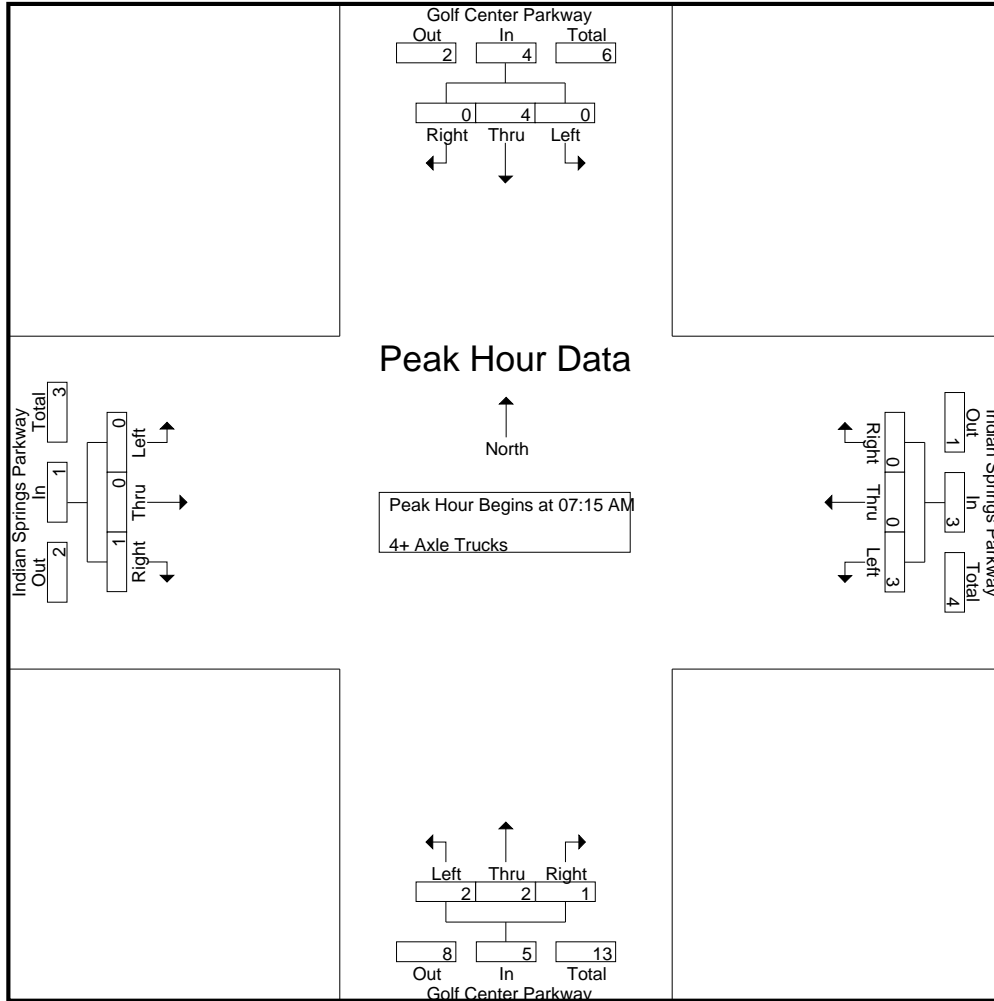 Golf Center Parkway
Out In Total
2 4 6
0 4 0
Right Thru Left
Peak Hour Data
North
Peak Hour Begins at 07:15 AM
4+ Axle Trucks
Indian Springs Parkway
Out In Total
2 1 3
1 0 0
Right Thru Left
Indian Springs Parkway
Out In Total
1 3 4
0 0 3
Right Thru Left
Left Thru Right
2 2 1
8 5 13
Out In Total
Golf Center Parkway